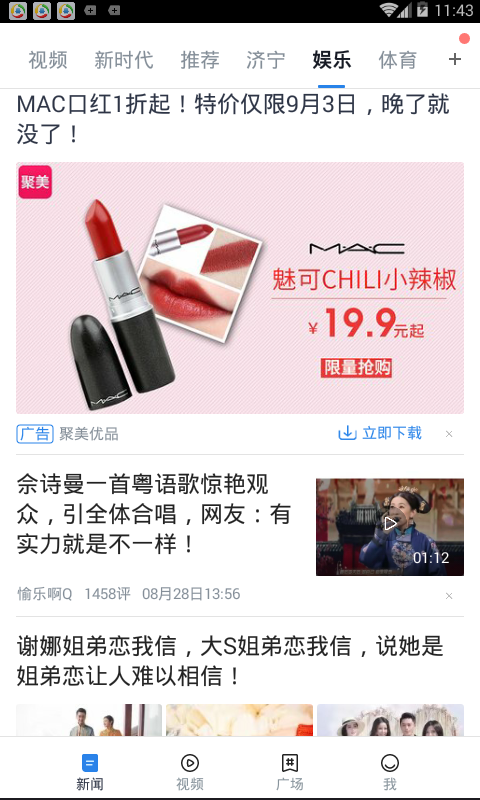 11:43
视频 新时代 推荐 济宁 娱乐 体育 +
MAC口红1折起！特价仅限9月3日，晚了就
没了！
聚美
MAC
MAC
魅可CHILI小辣椒
¥19.9元起
限量抢购
广告 聚美优品 立即下载 ×
佘诗曼一首粤语歌惊艳观
众，引全体合唱，网友：有
实力就是不一样！
01:12
愉乐啊Q 1458评 08月28日13:56 ×
谢娜姐弟恋我信，大S姐弟恋我信，说她是
姐弟恋让人难以相信！
新闻 视频 广场 我